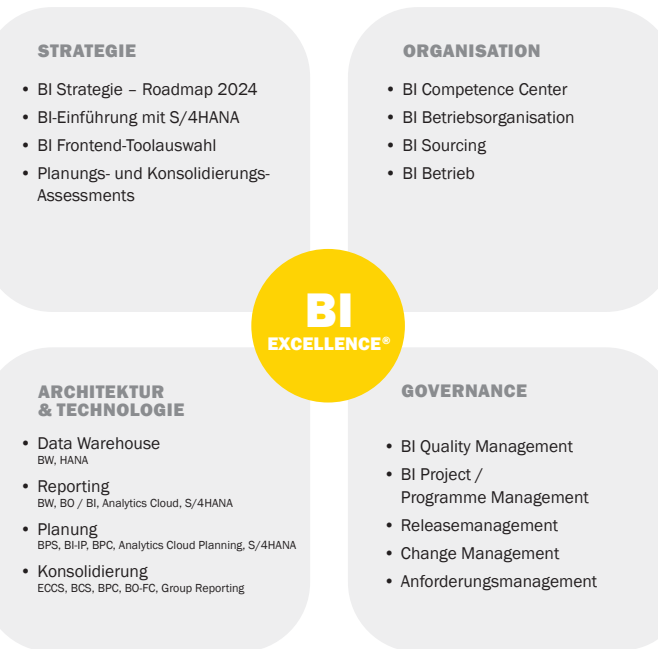 STRATEGIE
• BI Strategie – Roadmap 2024
• BI-Einführung mit S/4HANA
• BI Frontend-Toolauswahl
• Planungs- und Konsolidierungs-
Assessments
ORGANISATION
• BI Competence Center
• BI Betriebsorganisation
• BI Sourcing
• BI Betrieb
BI
EXCELLENCE®
ARCHITEKTUR
& TECHNOLOGIE
• Data Warehouse
BW, HANA
• Reporting
BW, BO / BI, Analytics Cloud, S/4HANA
• Planung
BPS, BI-IP, BPC, Analytics Cloud Planning, S/4HANA
• Konsolidierung
ECCS, BCS, BPC, BO-FC, Group Reporting
GOVERNANCE
• BI Quality Management
• BI Project /
Programme Management
• Releasemanagement
• Change Management
• Anforderungsmanagement